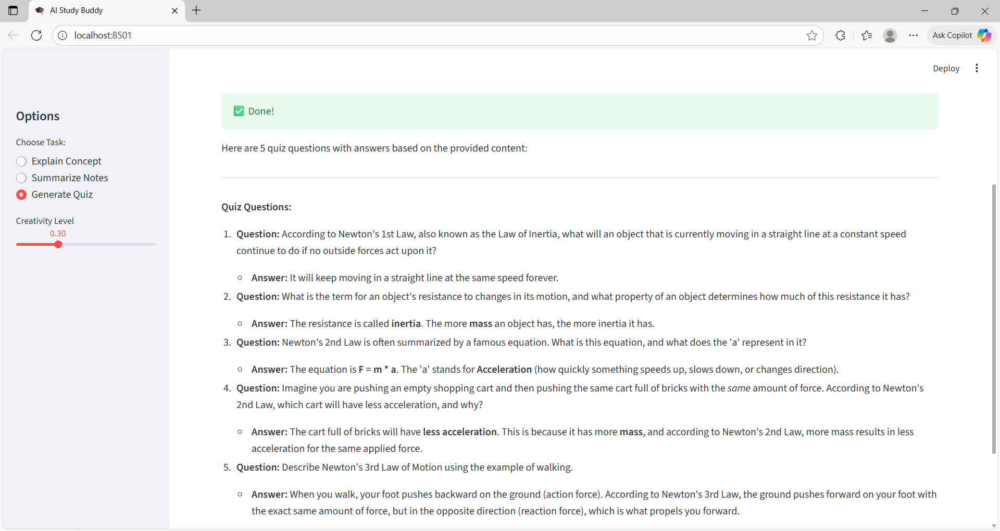 AI Study Buddy
localhost:8501
Ask Copilot
Deploy
Options
Choose Task:
Explain Concept
Summarize Notes
Generate Quiz
Creativity Level
0.30
✅ Done!
Here are 5 quiz questions with answers based on the provided content:
Quiz Questions:
1. Question: According to Newton's 1st Law, also known as the Law of Inertia, what will an object that is currently moving in a straight line at a constant speed
continue to do if no outside forces act upon it?
○ Answer: It will keep moving in a straight line at the same speed forever.
2. Question: What is the term for an object's resistance to changes in its motion, and what property of an object determines how much of this resistance it has?
○ Answer: The resistance is called inertia. The more mass an object has, the more inertia it has.
3. Question: Newton's 2nd Law is often summarized by a famous equation. What is this equation, and what does the 'a' represent in it?
○ Answer: The equation is F = m * a. The 'a' stands for Acceleration (how quickly something speeds up, slows down, or changes direction).
4. Question: Imagine you are pushing an empty shopping cart and then pushing the same cart full of bricks with the same amount of force. According to Newton's
2nd Law, which cart will have less acceleration, and why?
○ Answer: The cart full of bricks will have less acceleration. This is because it has more mass, and according to Newton's 2nd Law, more mass results in less
acceleration for the same applied force.
5. Question: Describe Newton's 3rd Law of Motion using the example of walking.
○ Answer: When you walk, your foot pushes backward on the ground (action force). According to Newton's 3rd Law, the ground pushes forward on your foot with
the exact same amount of force, but in the opposite direction (reaction force), which is what propels you forward.